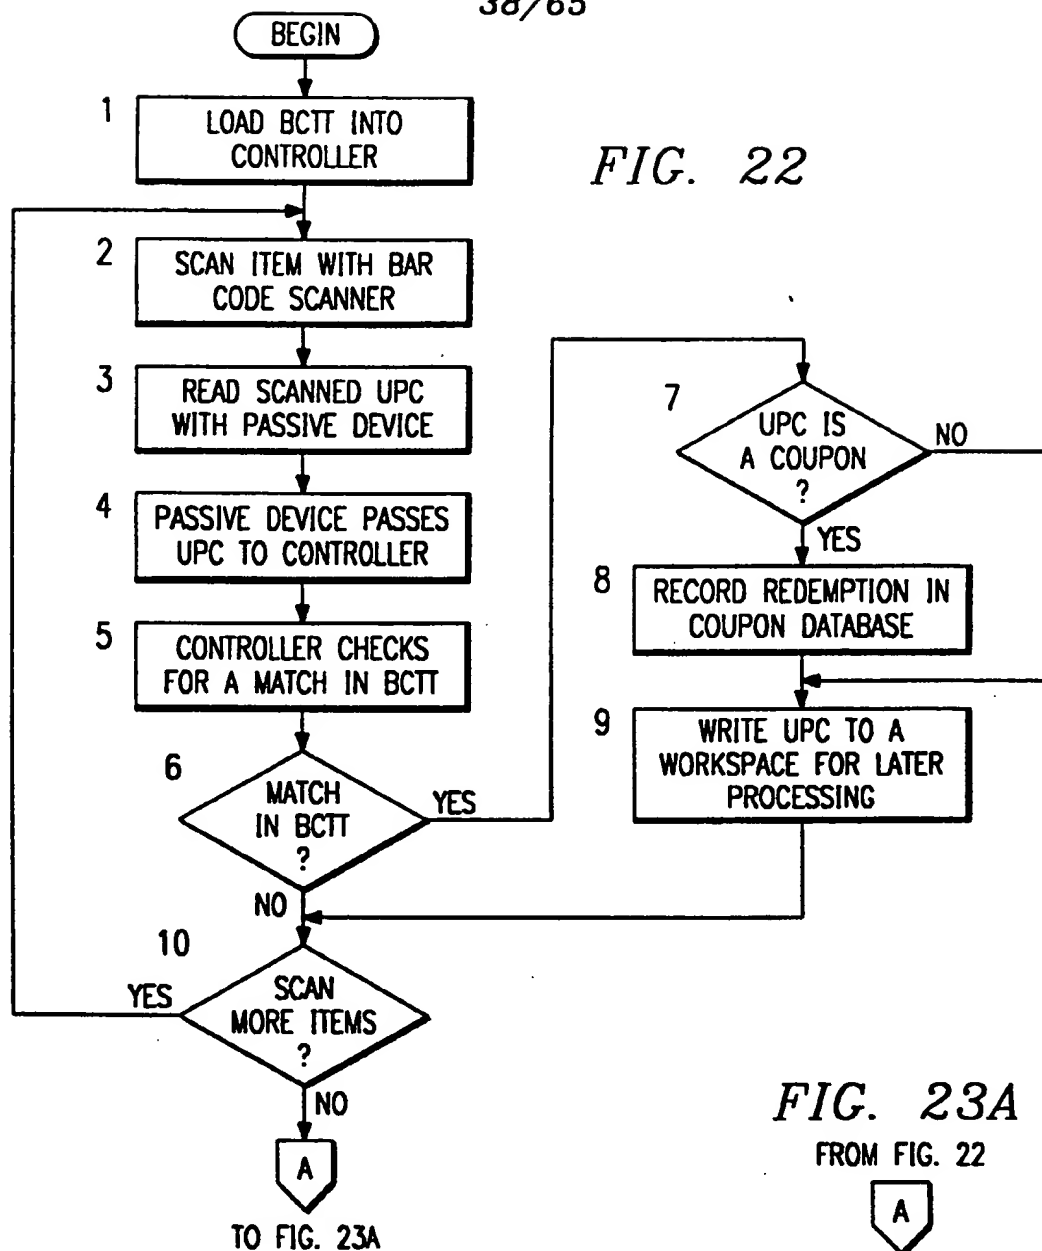 38/65
BEGIN
1
LOAD BCTT INTO
CONTROLLER
FIG. 22
2
SCAN ITEM WITH BAR
CODE SCANNER
3
READ SCANNED UPC
WITH PASSIVE DEVICE
4
PASSIVE DEVICE PASSES
UPC TO CONTROLLER
5
CONTROLLER CHECKS
FOR A MATCH IN BCTT
6
MATCH
IN BCTT
?
YES
NO
7
UPC IS
A COUPON
?
NO
YES
8
RECORD REDEMPTION IN
COUPON DATABASE
9
WRITE UPC TO A
WORKSPACE FOR LATER
PROCESSING
10
SCAN
MORE ITEMS
?
YES
NO
A
TO FIG. 23A
FIG. 23A
FROM FIG. 22
A